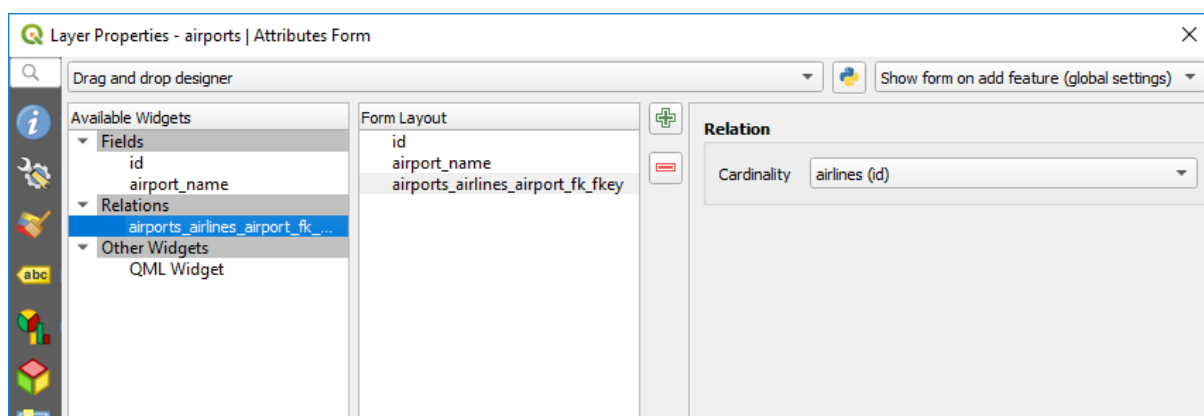 Layer Properties - airports | Attributes Form
Drag and drop designer
Show form on add feature (global settings)
Available Widgets
Fields
id
airport_name
Relations
airports_airlines_airport_fk_...
Other Widgets
QML Widget
Form Layout
id
airport_name
airports_airlines_airport_fk_fkey
Relation
Cardinality airlines (id)
abc